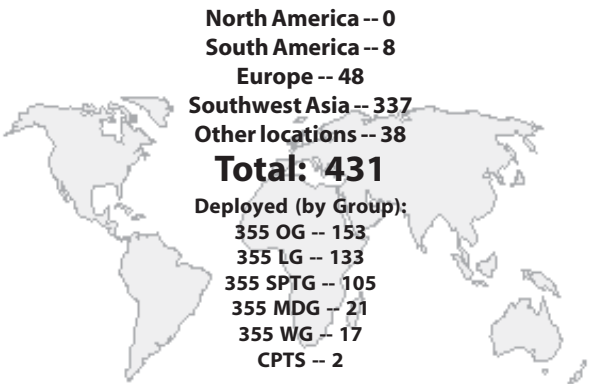 North America -- 0
South America -- 8
Europe -- 48
Southwest Asia -- 337
Other locations -- 38
Total: 431
Deployed (by Group):
355 OG -- 153
355 LG -- 133
355 SPTG -- 105
355 MDG -- 21
355 WG -- 17
CPTS -- 2